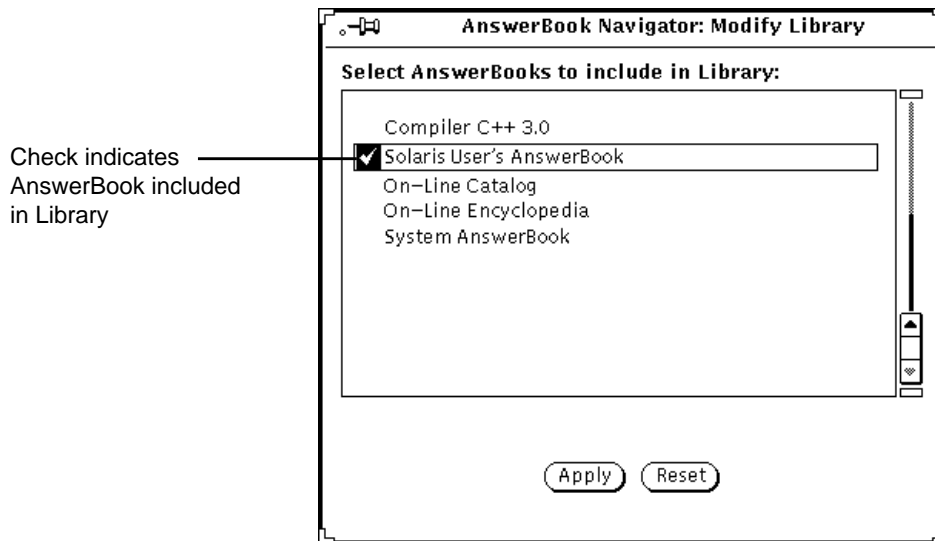 AnswerBook Navigator: Modify Library
Select AnswerBooks to include in Library:
Compiler C++ 3.0
Solaris User's AnswerBook
On-Line Catalog
On-Line Encyclopedia
System AnswerBook
Check indicates
AnswerBook included
in Library
Apply
Reset